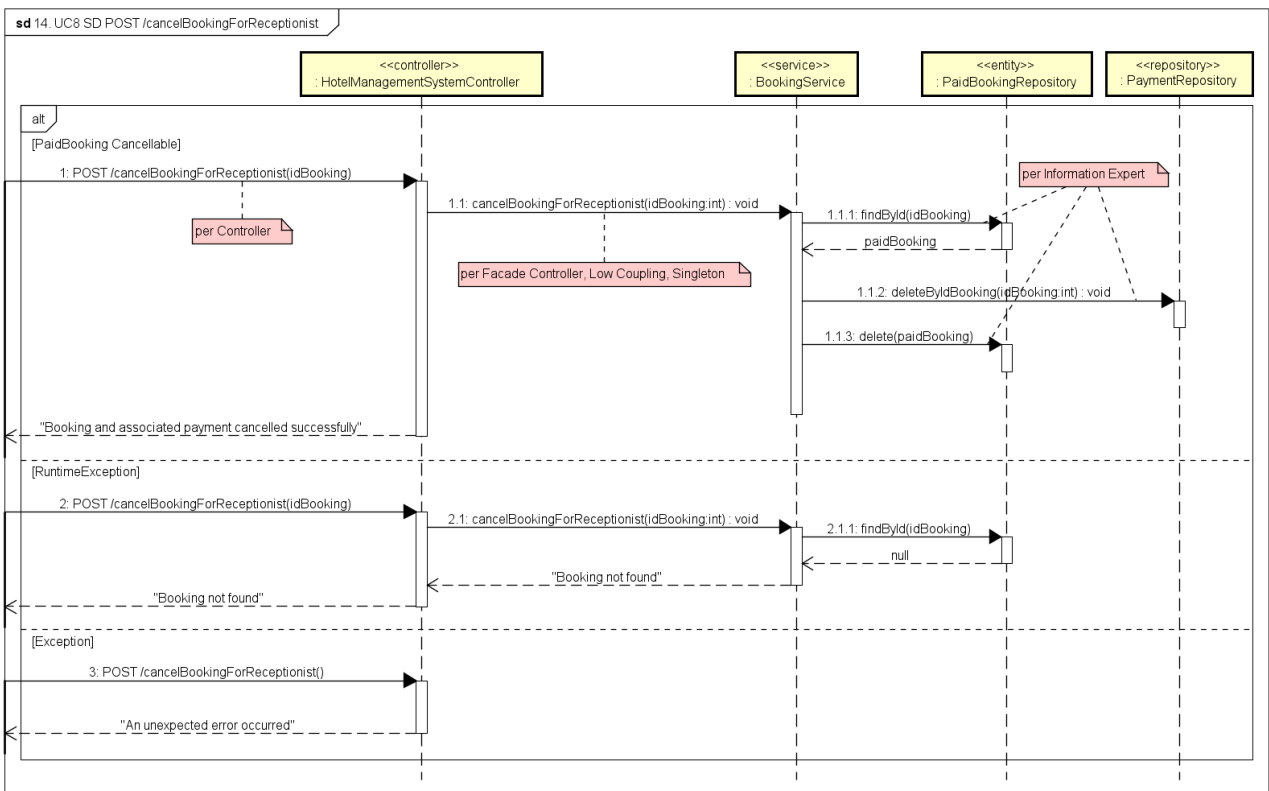 sd 14. UC8 SD POST /cancelBookingForReceptionist
<<controller>>
: HotelManagementSystemController
<<service>>
: BookingService
<<entity>>
: PaidBookingRepository
<<repository>>
: PaymentRepository
alt
[PaidBooking Cancellable]
1: POST /cancelBookingForReceptionist(idBooking)
per Information Expert
1.1: cancelBookingForReceptionist(idBooking:int) : void
1.1.1: findById(idBooking)
per Controller
paidBooking
per Facade Controller, Low Coupling, Singleton
1.1.2: deleteByIdBooking(idBooking:int) : void
1.1.3: delete(paidBooking)
"Booking and associated payment cancelled successfully"
[RuntimeException]
2: POST /cancelBookingForReceptionist(idBooking)
2.1: cancelBookingForReceptionist(idBooking:int) : void
2.1.1: findById(idBooking)
null
"Booking not found"
"Booking not found"
[Exception]
3: POST /cancelBookingForReceptionist()
"An unexpected error occurred"